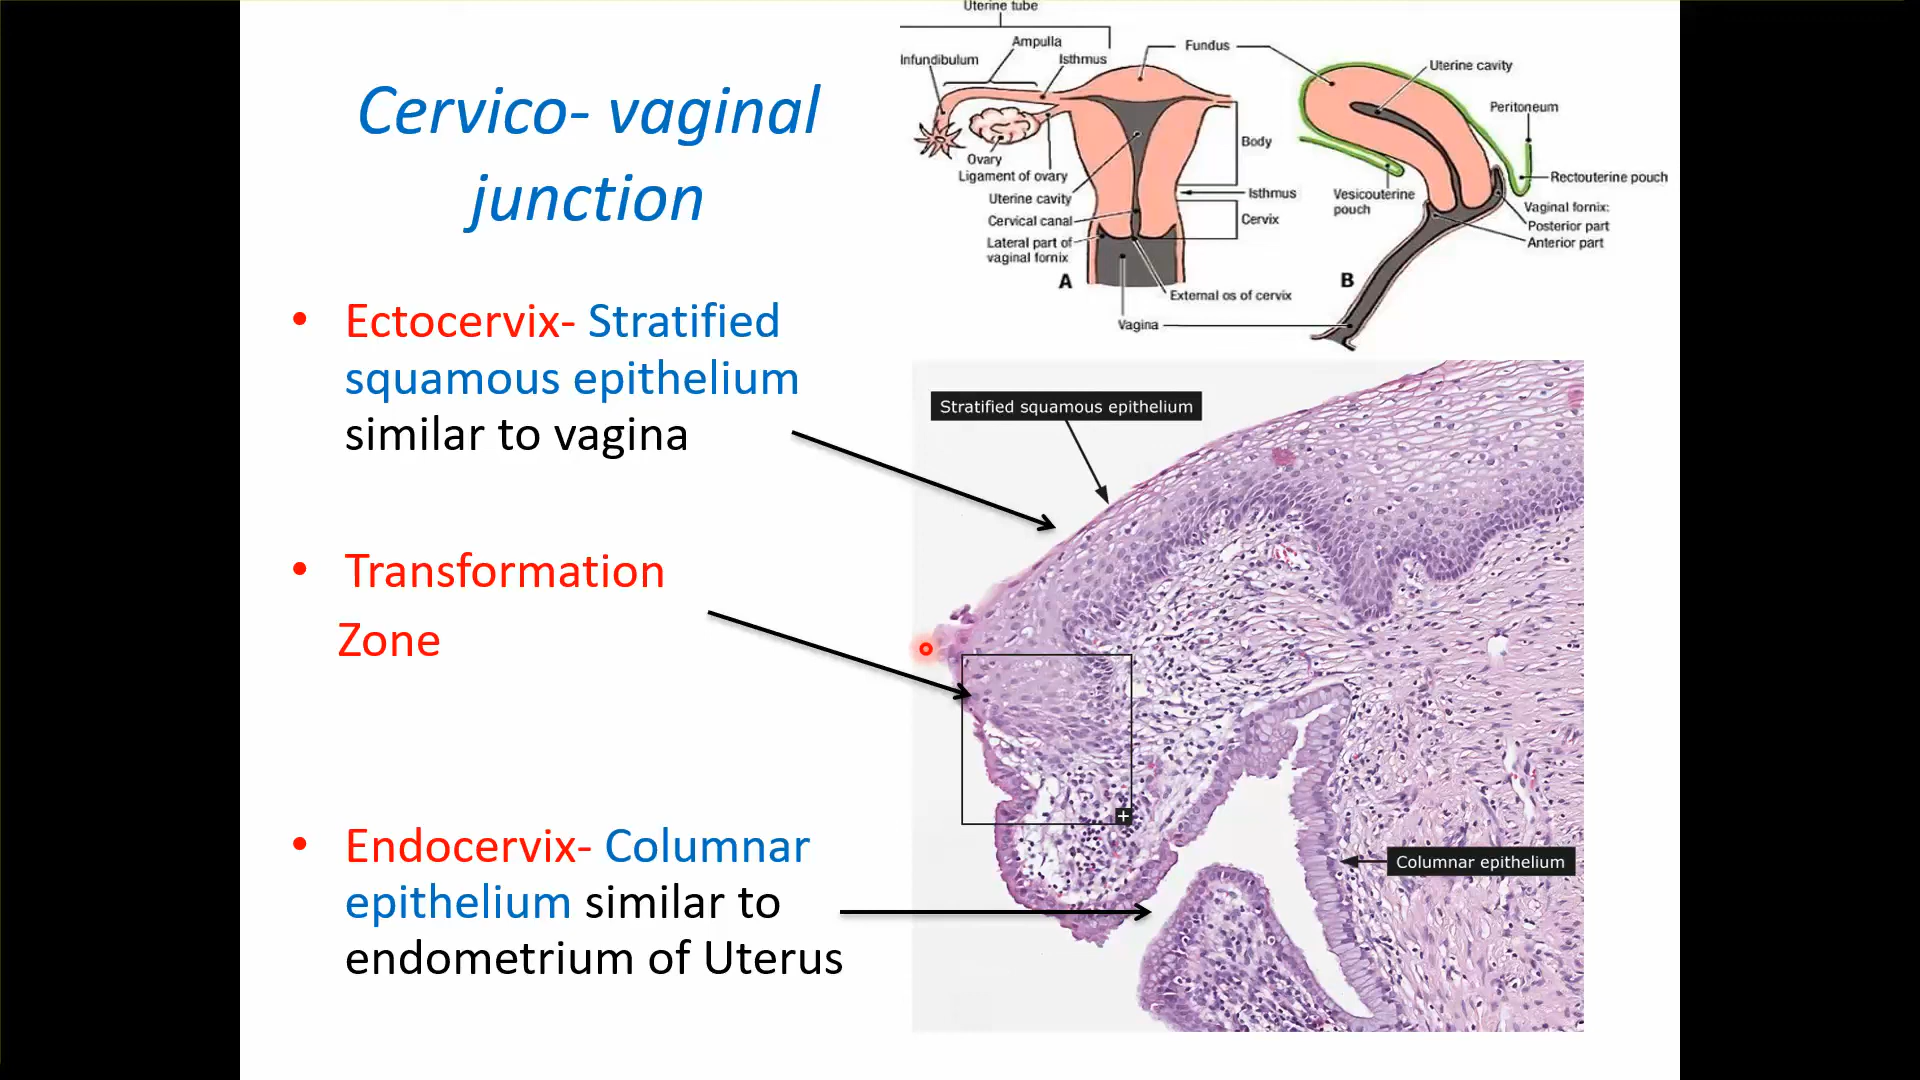 Cervico- vaginal
junction
• Ectocervix- Stratified
squamous epithelium
similar to vagina
• Transformation
Zone
• Endocervix- Columnar
epithelium similar to
endometrium of Uterus
Uterine tube
Ampulla
Infundibulum
Isthmus
Fundus
Ovary
Ligament of ovary
Uterine cavity
Cervical canal
Lateral part of
vaginal fornix
Body
Isthmus
Cervix
A
External os of cervix
Vagina
Uterine cavity
Peritoneum
Rectouterine pouch
Vesicouterine
pouch
Vaginal fornix:
Posterior part
Anterior part
B
Stratified squamous epithelium
+
Columnar epithelium